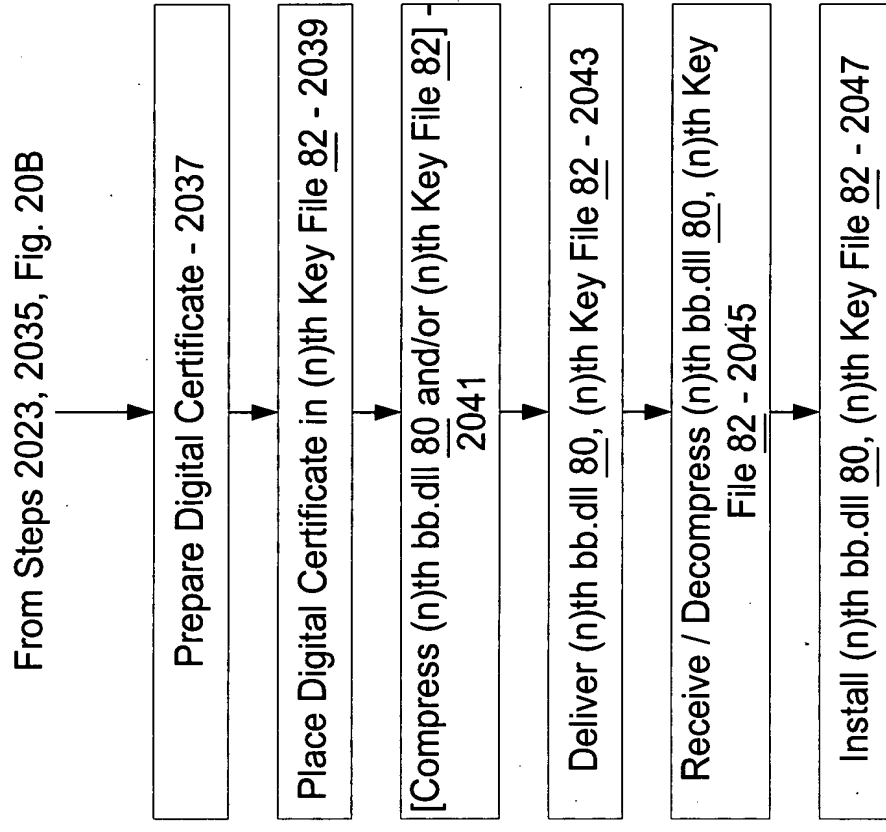 From Steps 2023, 2035, Fig. 20B
Prepare Digital Certificate - 2037
Place Digital Certificate in (n)th Key File 82 - 2039
[Compress (n)th bb.dll 80 and/or (n)th Key File 82] -
2041
Deliver (n)th bb.dll 80, (n)th Key File 82 - 2043
Receive / Decompress (n)th bb.dll 80, (n)th Key
File 82 - 2045
Install (n)th bb.dll 80, (n)th Key File 82 - 2047